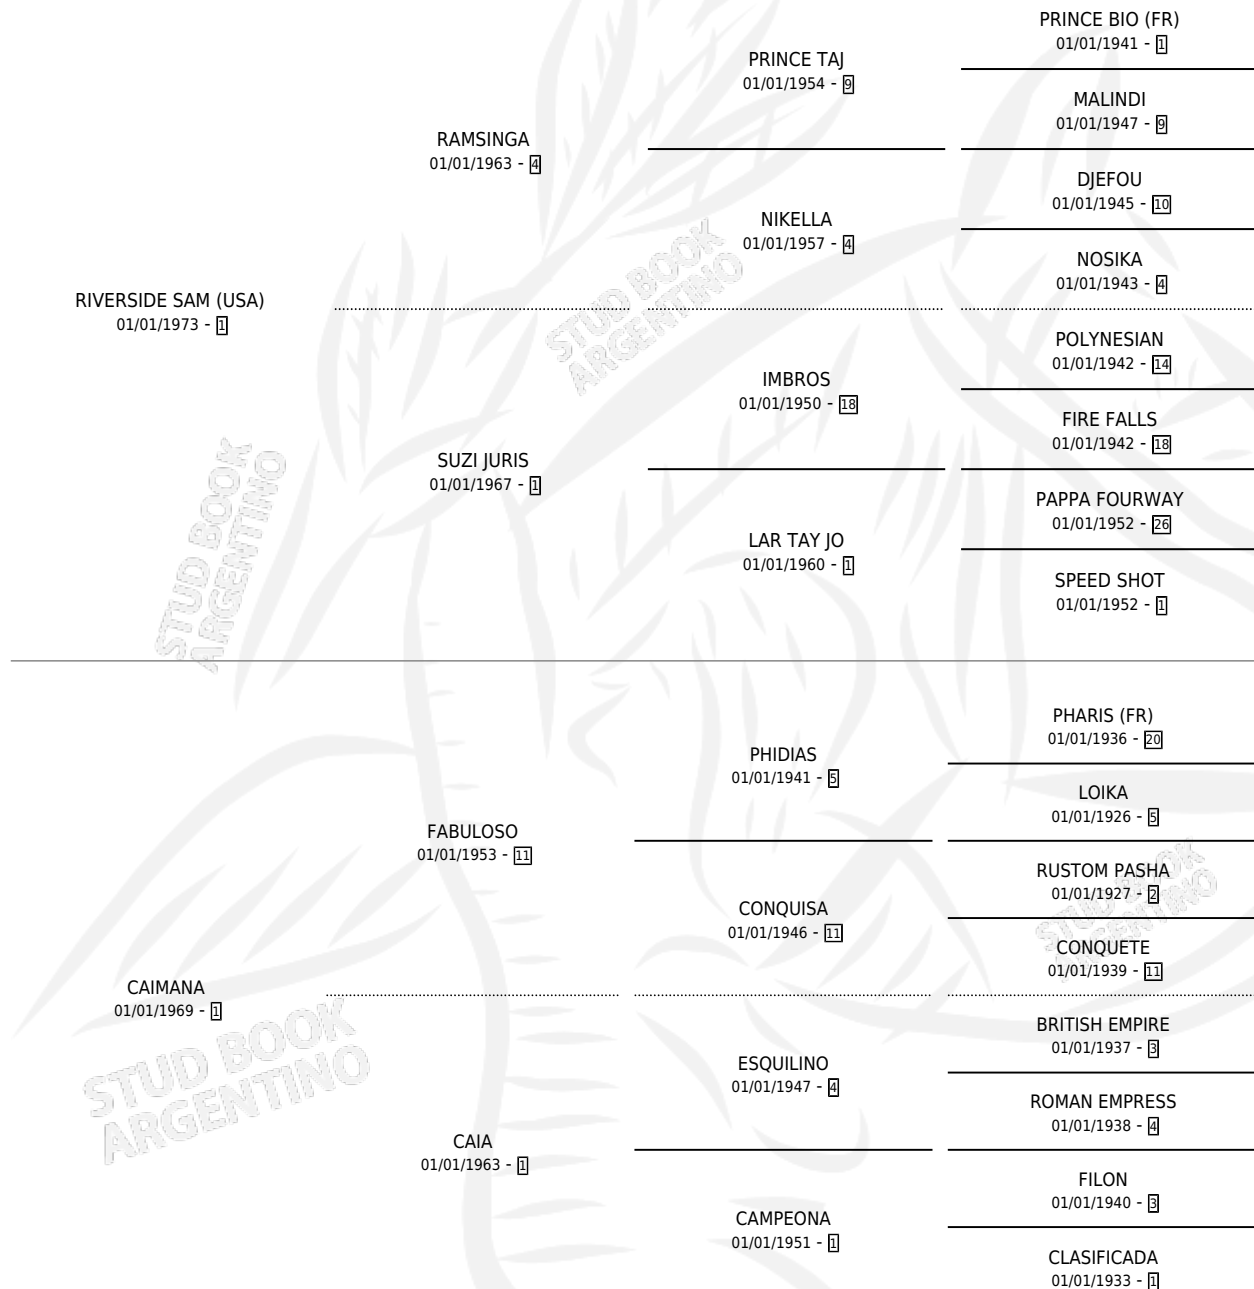 PRINCE BIO (FR)
01/01/1941 - 1
PRINCE TAJ
01/01/1954 - 9
MALINDI
01/01/1947 - 9
RAMSINGA
01/01/1963 - 4
DJEFOU
01/01/1945 - 10
NIKELLA
01/01/1957 - 4
NOSIKA
01/01/1943 - 4
RIVERSIDE SAM (USA)
01/01/1973 - 1
POLYNESIAN
01/01/1942 - 14
IMBROS
01/01/1950 - 18
FIRE FALLS
01/01/1942 - 18
SUZI JURIS
01/01/1967 - 1
PAPPA FOURWAY
01/01/1952 - 26
LAR TAY JO
01/01/1960 - 1
SPEED SHOT
01/01/1952 - 1
PHARIS (FR)
01/01/1936 - 20
PHIDIAS
01/01/1941 - 5
LOIKA
01/01/1926 - 5
FABULOSO
01/01/1953 - 11
RUSTOM PASHA
01/01/1927 - 2
CONQUISA
01/01/1946 - 11
CONQUETE
01/01/1939 - 11
CAIMANA
01/01/1969 - 1
BRITISH EMPIRE
01/01/1937 - 3
ESQUILINO
01/01/1947 - 4
ROMAN EMPRESS
01/01/1938 - 4
CAIA
01/01/1963 - 1
FILON
01/01/1940 - 3
CAMPEONA
01/01/1951 - 1
CLASIFICADA
01/01/1933 - 1
STUD BOOK
ARGENTINO
STUD BOOK
ARGENTINO
STUD BOOK
ARGENTINO
STUD BOOK
ARGENTINO